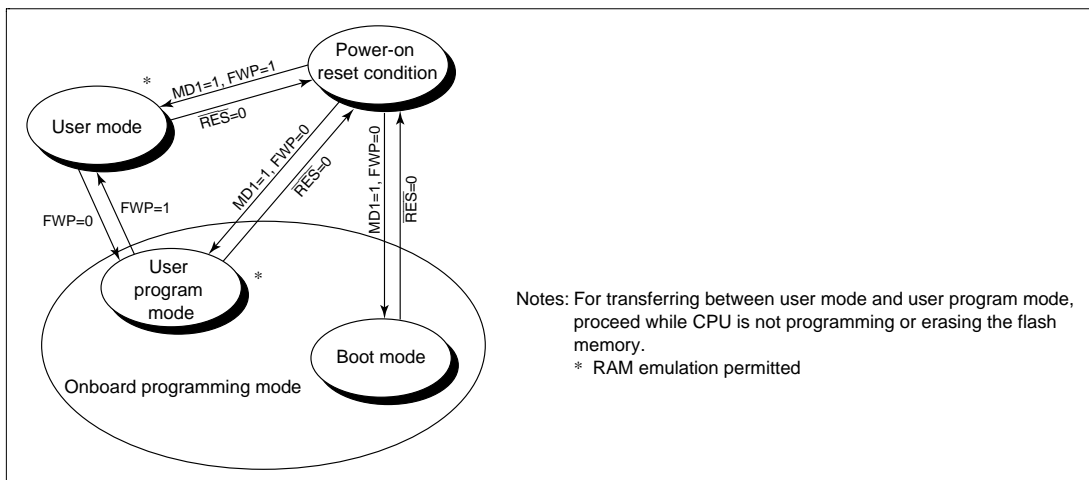 Power-on
reset condition
*
MD1=1, FWP=1
RES=0
User mode
MD1=1, FWP=0
RES=0
MD1=1, FWP=0
RES=0
FWP=0
FWP=1
User
program
mode
*
Boot mode
Onboard programming mode
Notes: For transferring between user mode and user program mode,
proceed while CPU is not programming or erasing the flash
memory.
* RAM emulation permitted